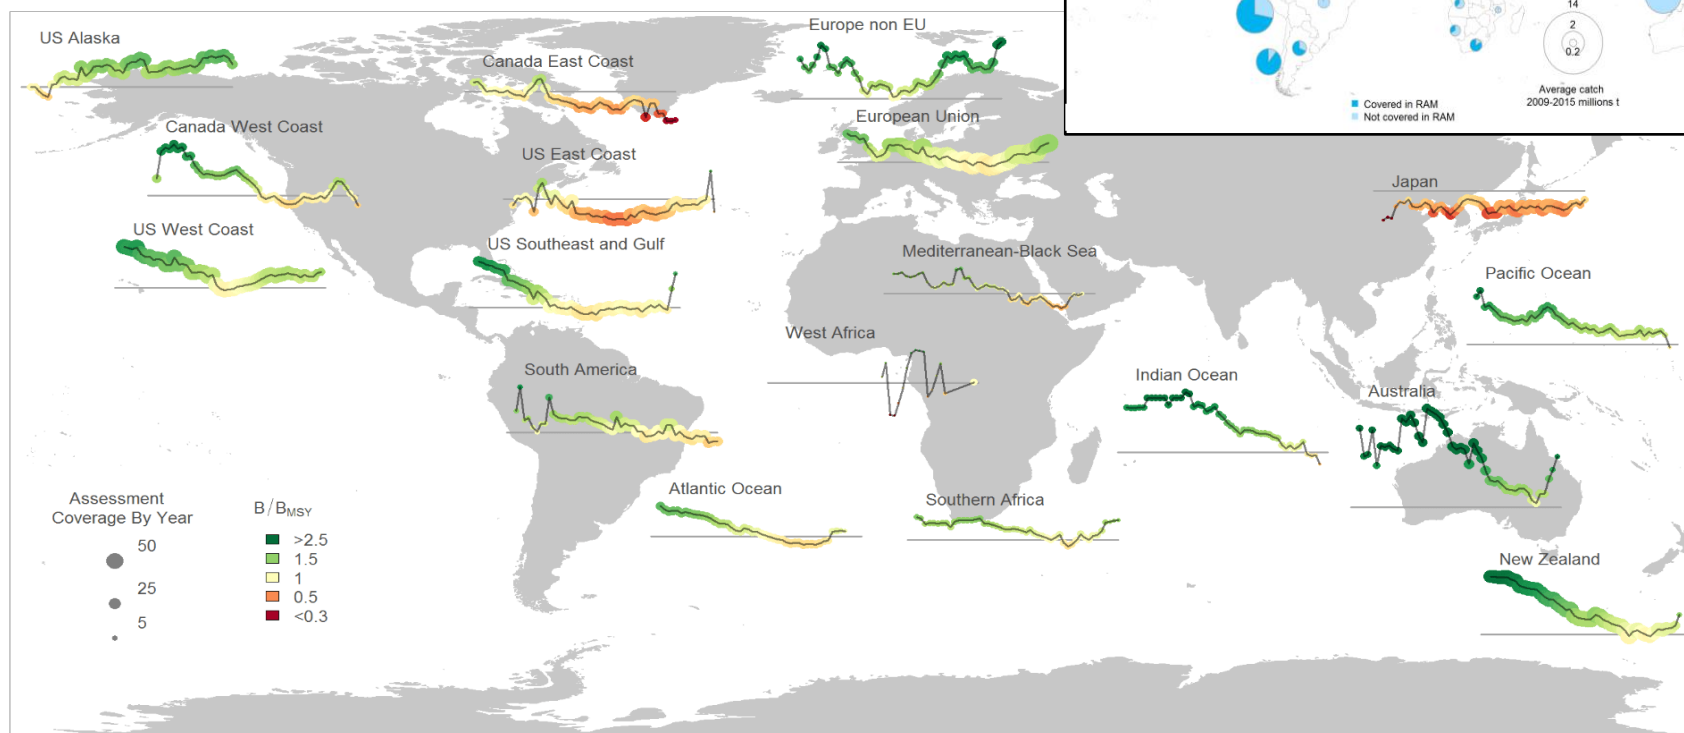 14
2
0.2
Average catch
2009-2015 millions t
Covered in RAM
Not covered in RAM
US Alaska
Europe non EU
Canada East Coast
Canada West Coast
European Union
US East Coast
Japan
US West Coast
US Southeast and Gulf
Mediterranean-Black Sea
Pacific Ocean
West Africa
South America
Indian Ocean
Australia
Atlantic Ocean
Southern Africa
New Zealand
Assessment
Coverage By Year
50
25
5
B/BMSY
>2.5
1.5
1
0.5
<0.3